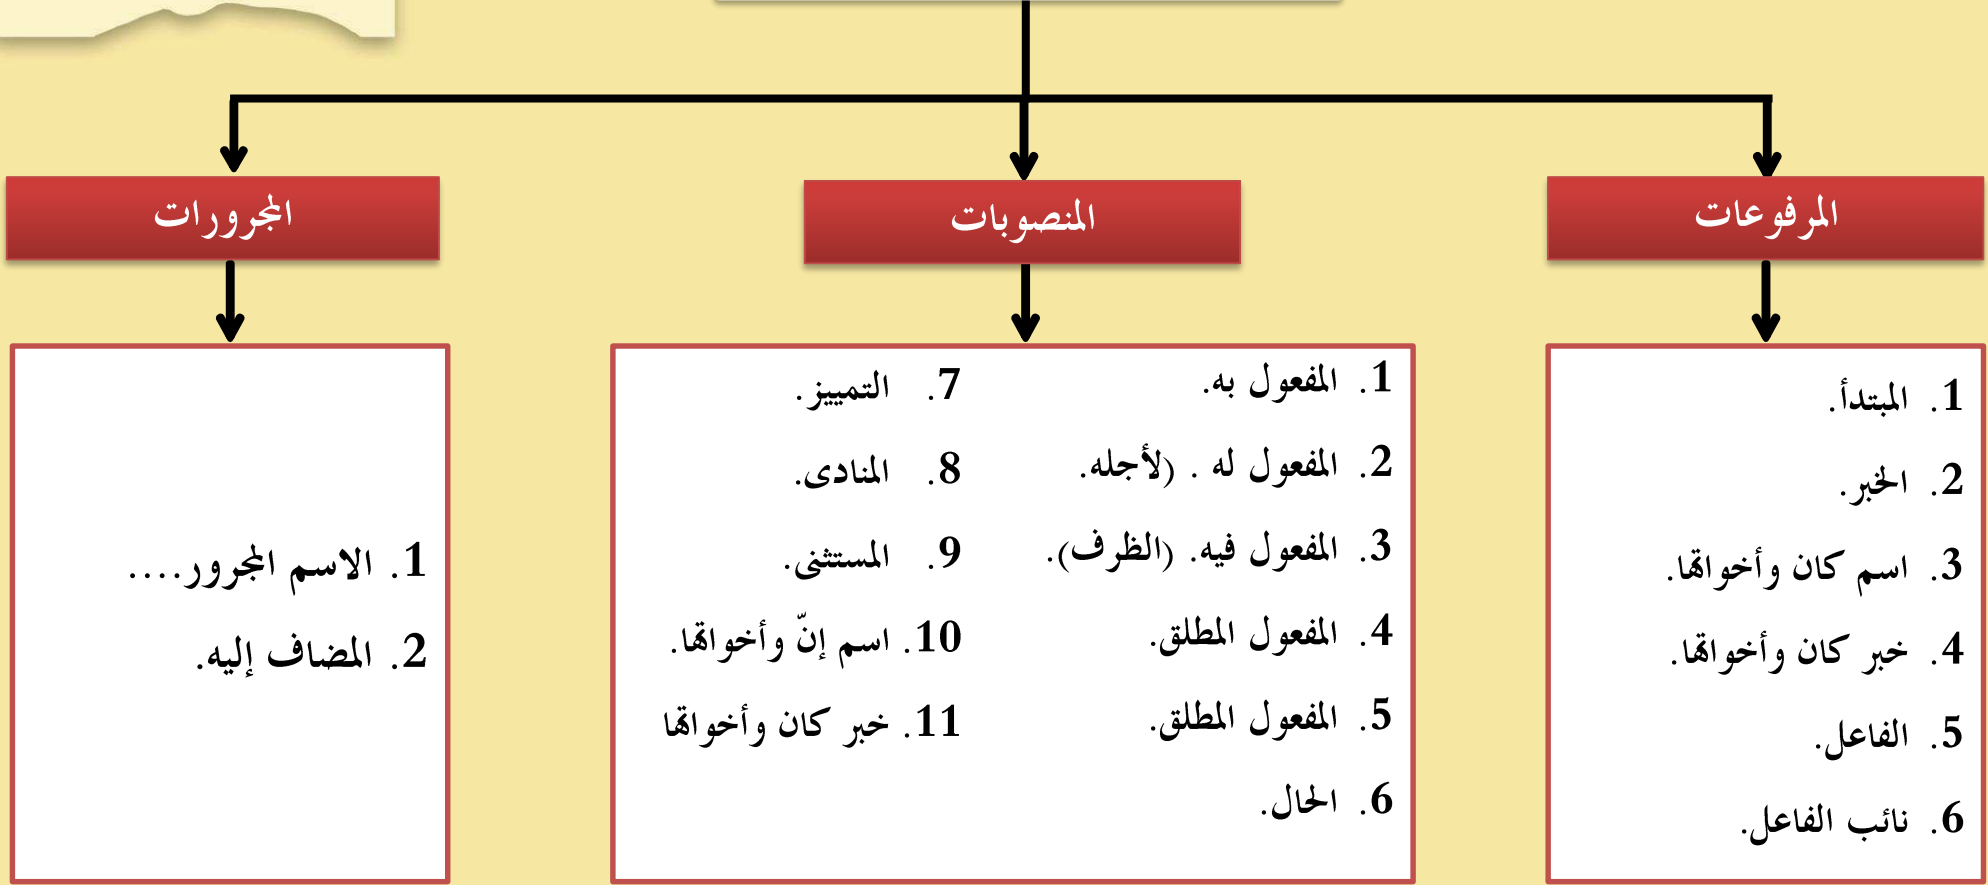 المرفوعات
المنصوبات
المجرورات
1. المبتدأ.
2. الخبر.
3. اسم كان وأخواتها.
4. خبر كان وأخواتها.
5. الفاعل.
6. نائب الفاعل.
1. المفعول به.
2. المفعول له . (لأجله.
3. المفعول فيه. (الظرف).
4. المفعول المطلق.
5. المفعول المطلق.
6. الحال.
7. التمييز.
8. المنادى.
9. المستثنى.
10. اسم إنّ وأخواتها.
11. خبر كان وأخواتها
1. الاسم المجرور....
2. المضاف إليه.